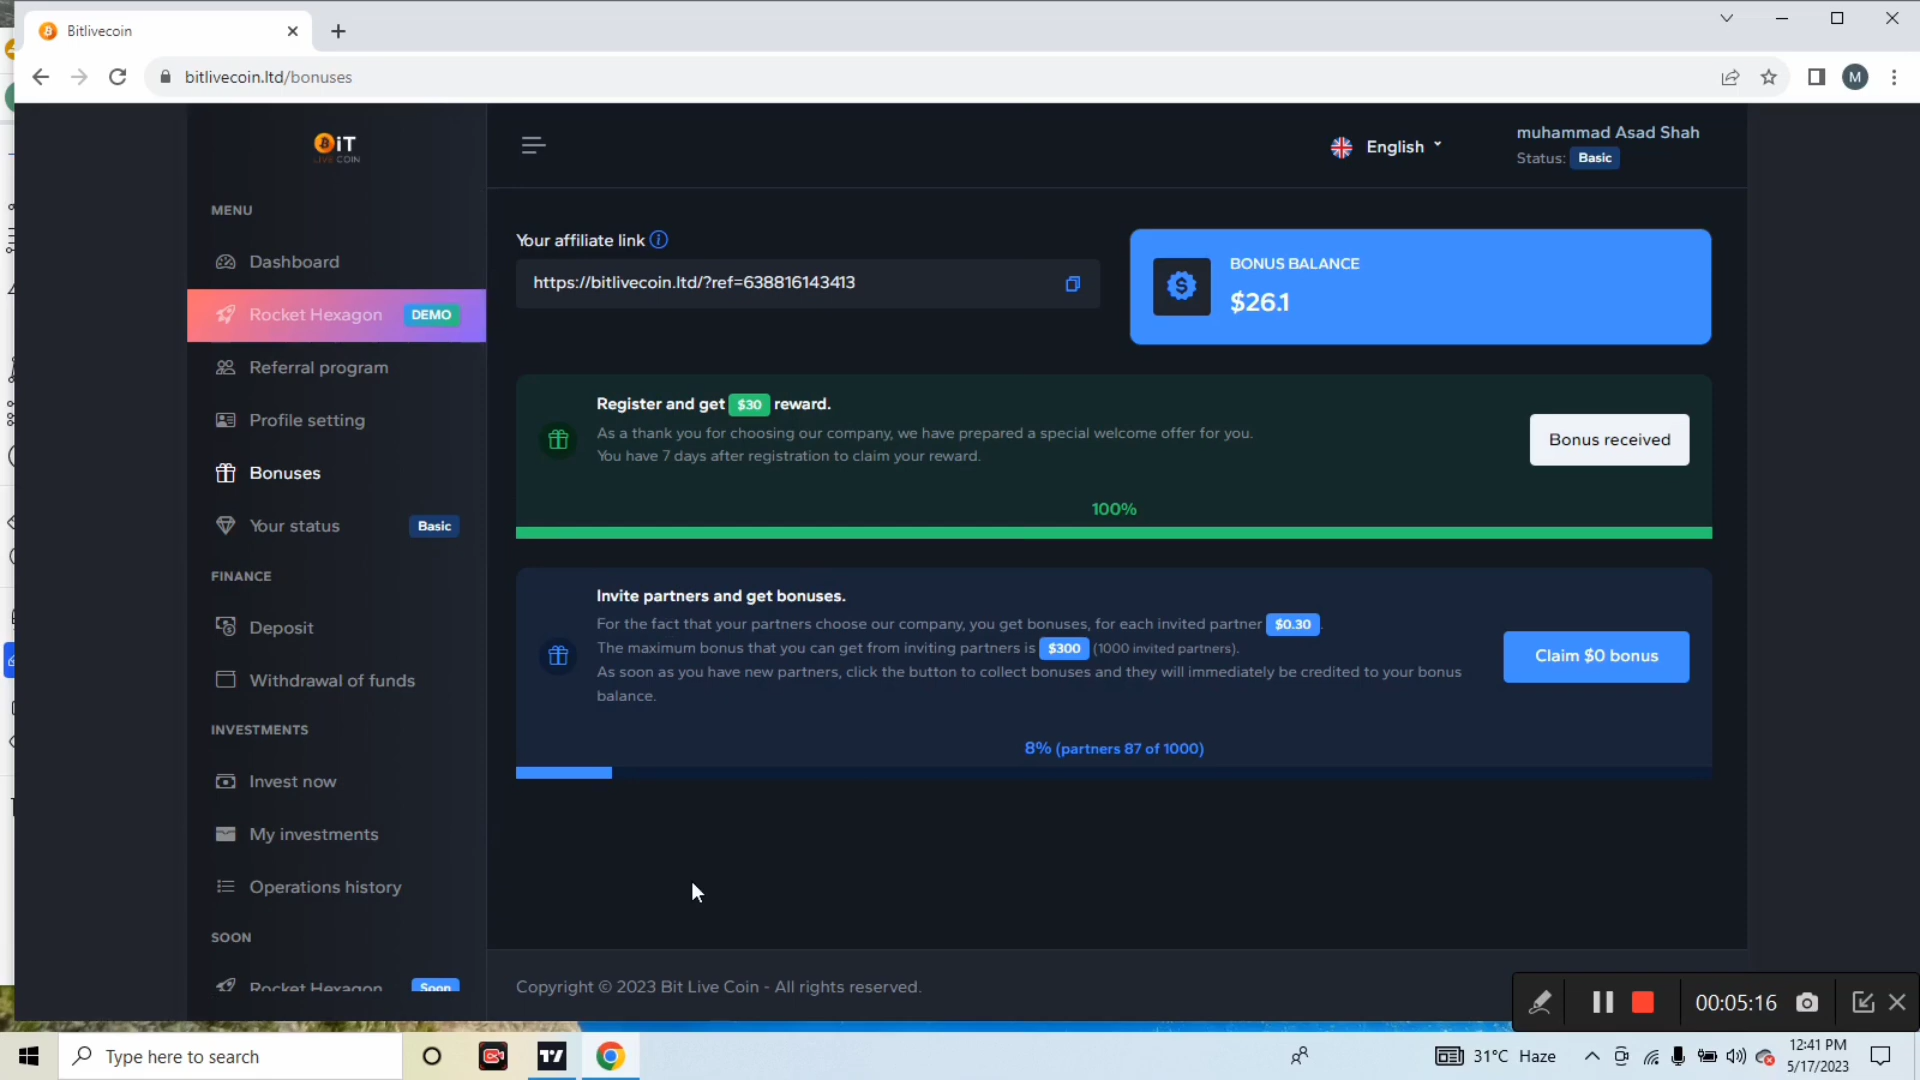 Bitlivecoin
bitlivecoin.ltd/bonuses
M
BiT
LIVE COIN
English
muhammad Asad Shah
Status: Basic
MENU
Dashboard
Rocket Hexagon DEMO
Referral program
Profile setting
Bonuses
Your status Basic
FINANCE
Deposit
Withdrawal of funds
INVESTMENTS
Invest now
My investments
Operations history
SOON
Rocket Hexagon Soon
Your affiliate link
https://bitlivecoin.ltd/?ref=638816143413
BONUS BALANCE
$26.1
Register and get $30 reward.
As a thank you for choosing our company, we have prepared a special welcome offer for you.
You have 7 days after registration to claim your reward.
Bonus received
100%
Invite partners and get bonuses.
For the fact that your partners choose our company, you get bonuses, for each invited partner $0.30.
The maximum bonus that you can get from inviting partners is $300 (1000 invited partners).
As soon as you have new partners, click the button to collect bonuses and they will immediately be credited to your bonus
balance.
Claim $0 bonus
8% (partners 87 of 1000)
Copyright © 2023 Bit Live Coin - All rights reserved.
00:05:16
Type here to search
31°C Haze
12:41 PM
5/17/2023